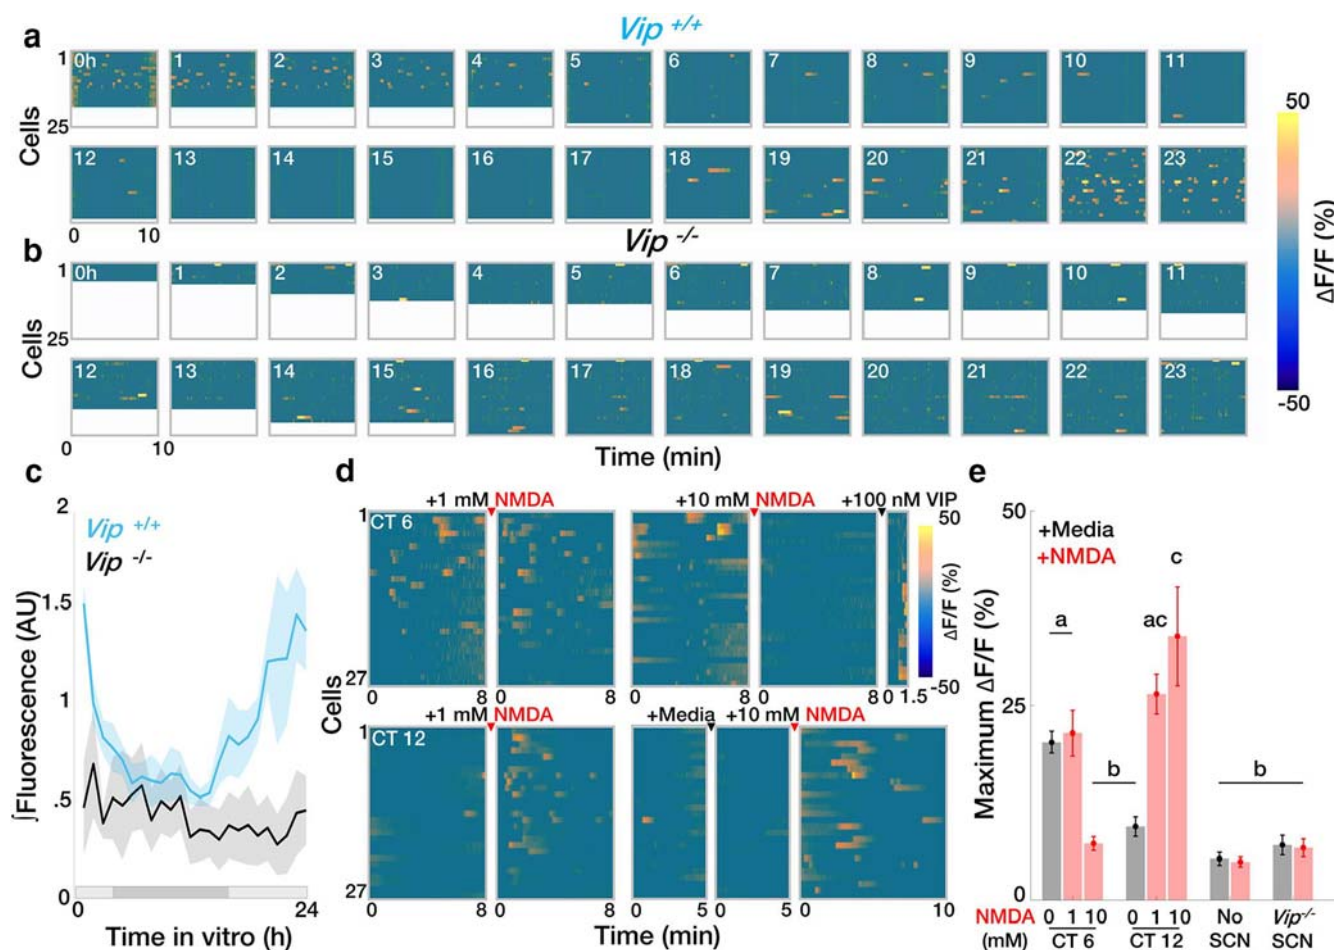 a
Vip +/+
1
25
Cells
0h 1 2 3 4 5 6 7 8 9 10 11
12 13 14 15 16 17 18 19 20 21 22 23
0 10
50
-50
ΔF/F (%)
b
Vip -/-
1
25
Cells
0h 1 2 3 4 5 6 7 8 9 10 11
12 13 14 15 16 17 18 19 20 21 22 23
0 10
Time (min)
c
2
1.5
1
.5
0
∫Fluorescence (AU)
Vip +/+
Vip -/-
0 24
Time in vitro (h)
d
+1 mM NMDA
+10 mM NMDA
+100 nM VIP
1
CT 6
27
0 8 0 8 0 8 0 8 0 1.5
50
-50
ΔF/F (%)
Cells
+1 mM NMDA
+Media
+10 mM NMDA
1
CT 12
27
0 8 0 8 0 5 0 5 0 10
Time (min)
e
50
25
0
Maximum ΔF/F (%)
+Media
+NMDA
a
b
ac
c
b
NMDA
(mM)
0 1 10
CT 6
0 1 10
CT 12
No
SCN
Vip-/-
SCN